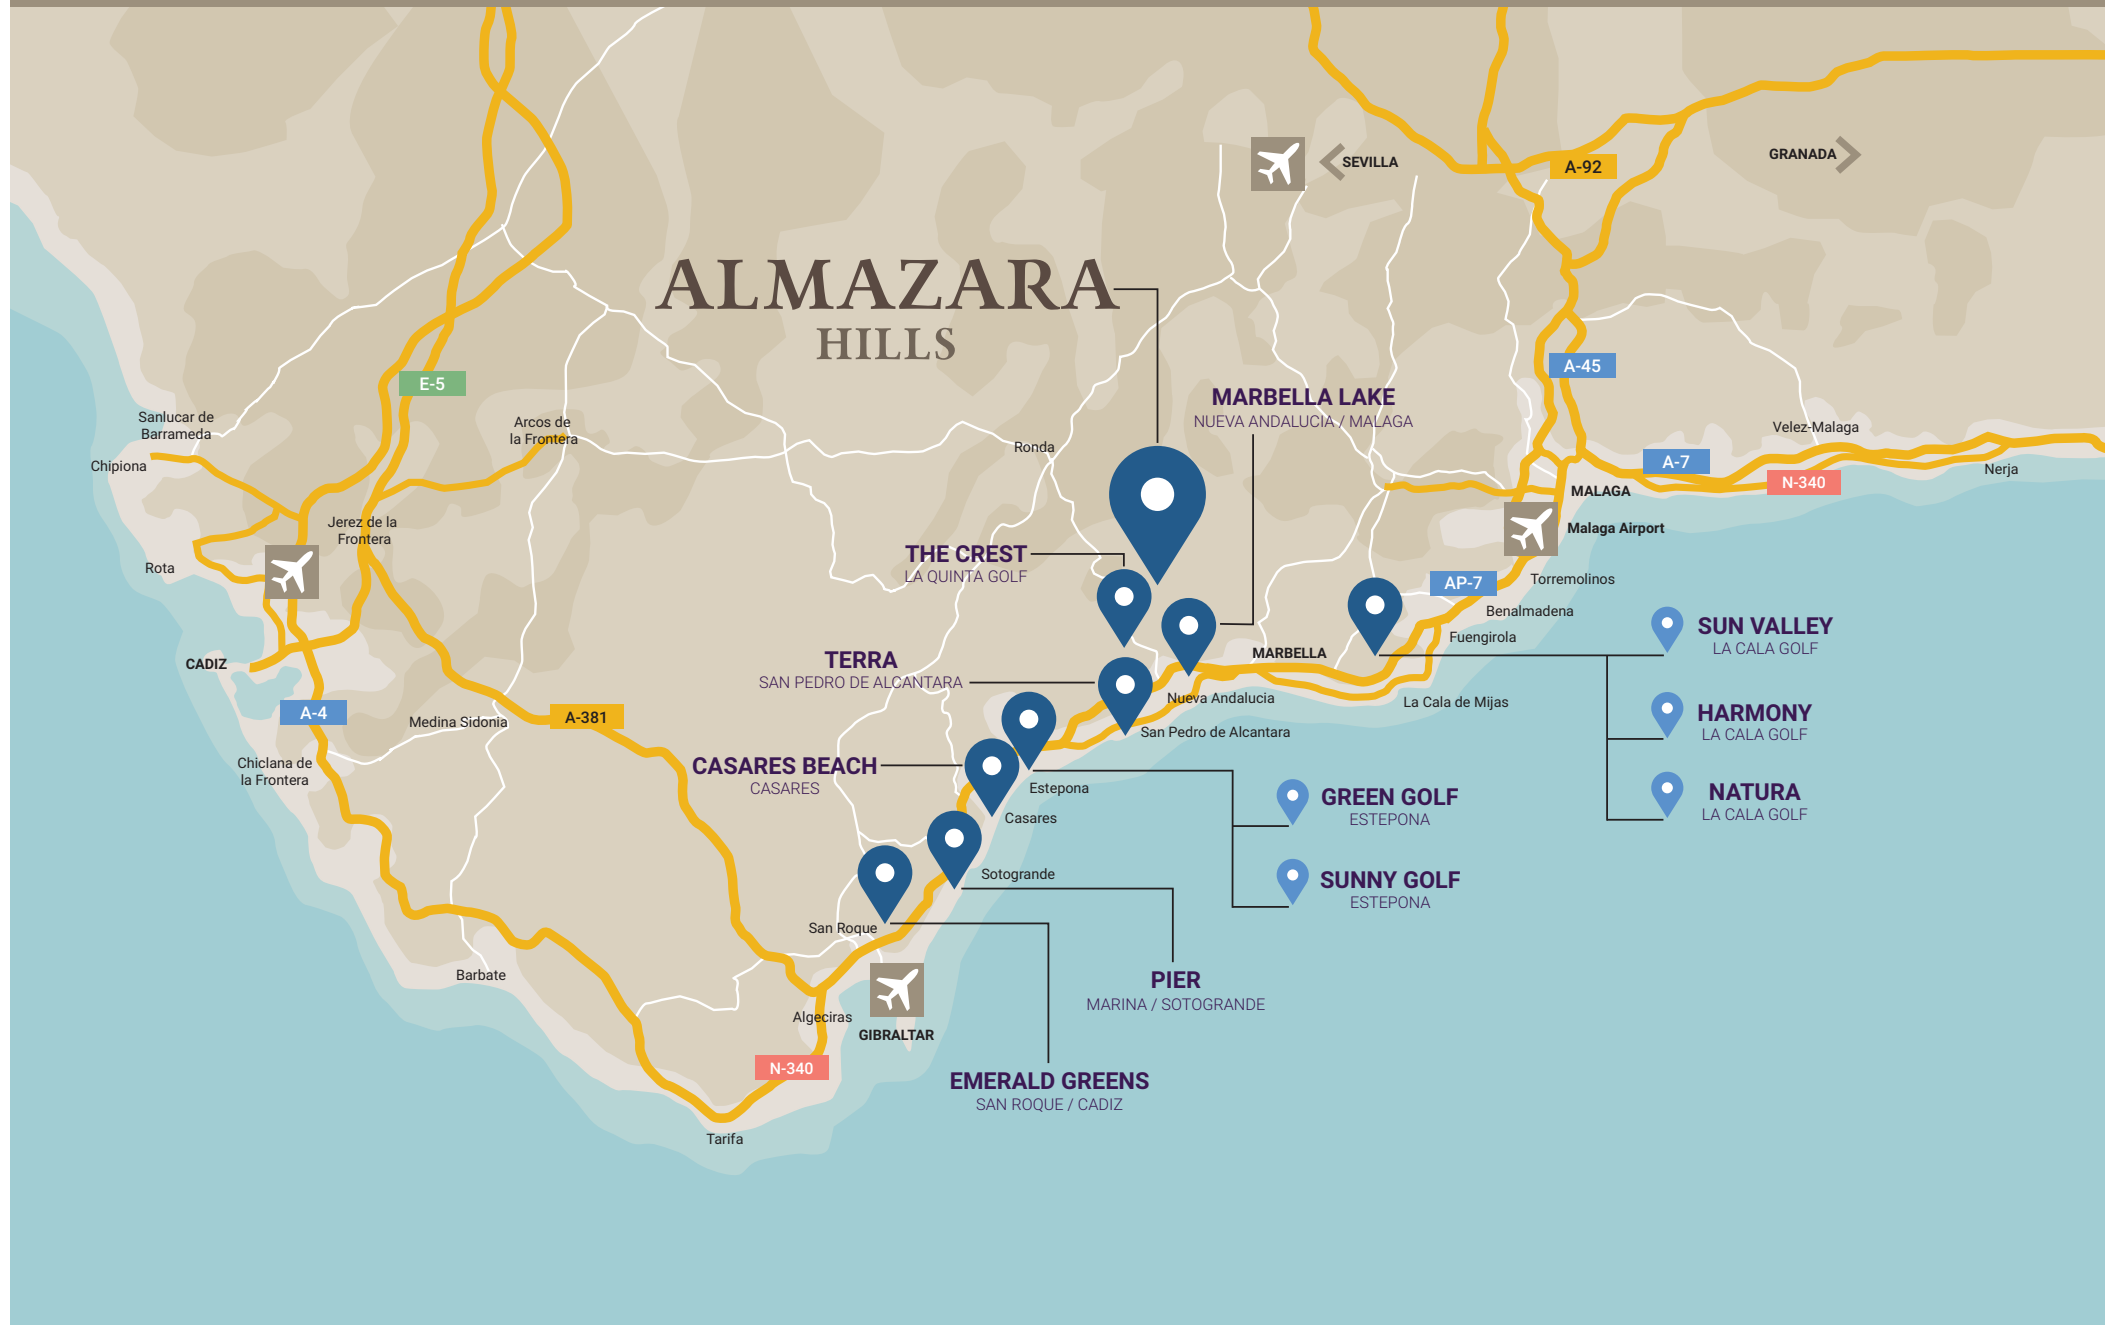 SEVILLA
A-92
GRANADA
ALMAZARA
HILLS
E-5
A-45
MARBELLA LAKE
NUEVA ANDALUCIA / MALAGA
Sanlucar de
Barrameda
Arcos de
la Frontera
Chipiona
Ronda
Velez-Malaga
A-7
N-340
Nerja
MALAGA
Malaga Airport
Jerez de la
Frontera
Rota
THE CREST
LA QUINTA GOLF
AP-7
Torremolinos
Benalmadena
Fuengirola
SUN VALLEY
LA CALA GOLF
CADIZ
TERRA
SAN PEDRO DE ALCANTARA
MARBELLA
Nueva Andalucia
La Cala de Mijas
San Pedro de Alcantara
HARMONY
LA CALA GOLF
A-4
Medina Sidonia
A-381
Chiclana de
la Frontera
CASARES BEACH
CASARES
Estepona
Casares
GREEN GOLF
ESTEPONA
NATURA
LA CALA GOLF
Sotogrande
SUNNY GOLF
ESTEPONA
San Roque
Barbate
PIER
MARINA / SOTOGRANDE
Algeciras
GIBRALTAR
N-340
EMERALD GREENS
SAN ROQUE / CADIZ
Tarifa